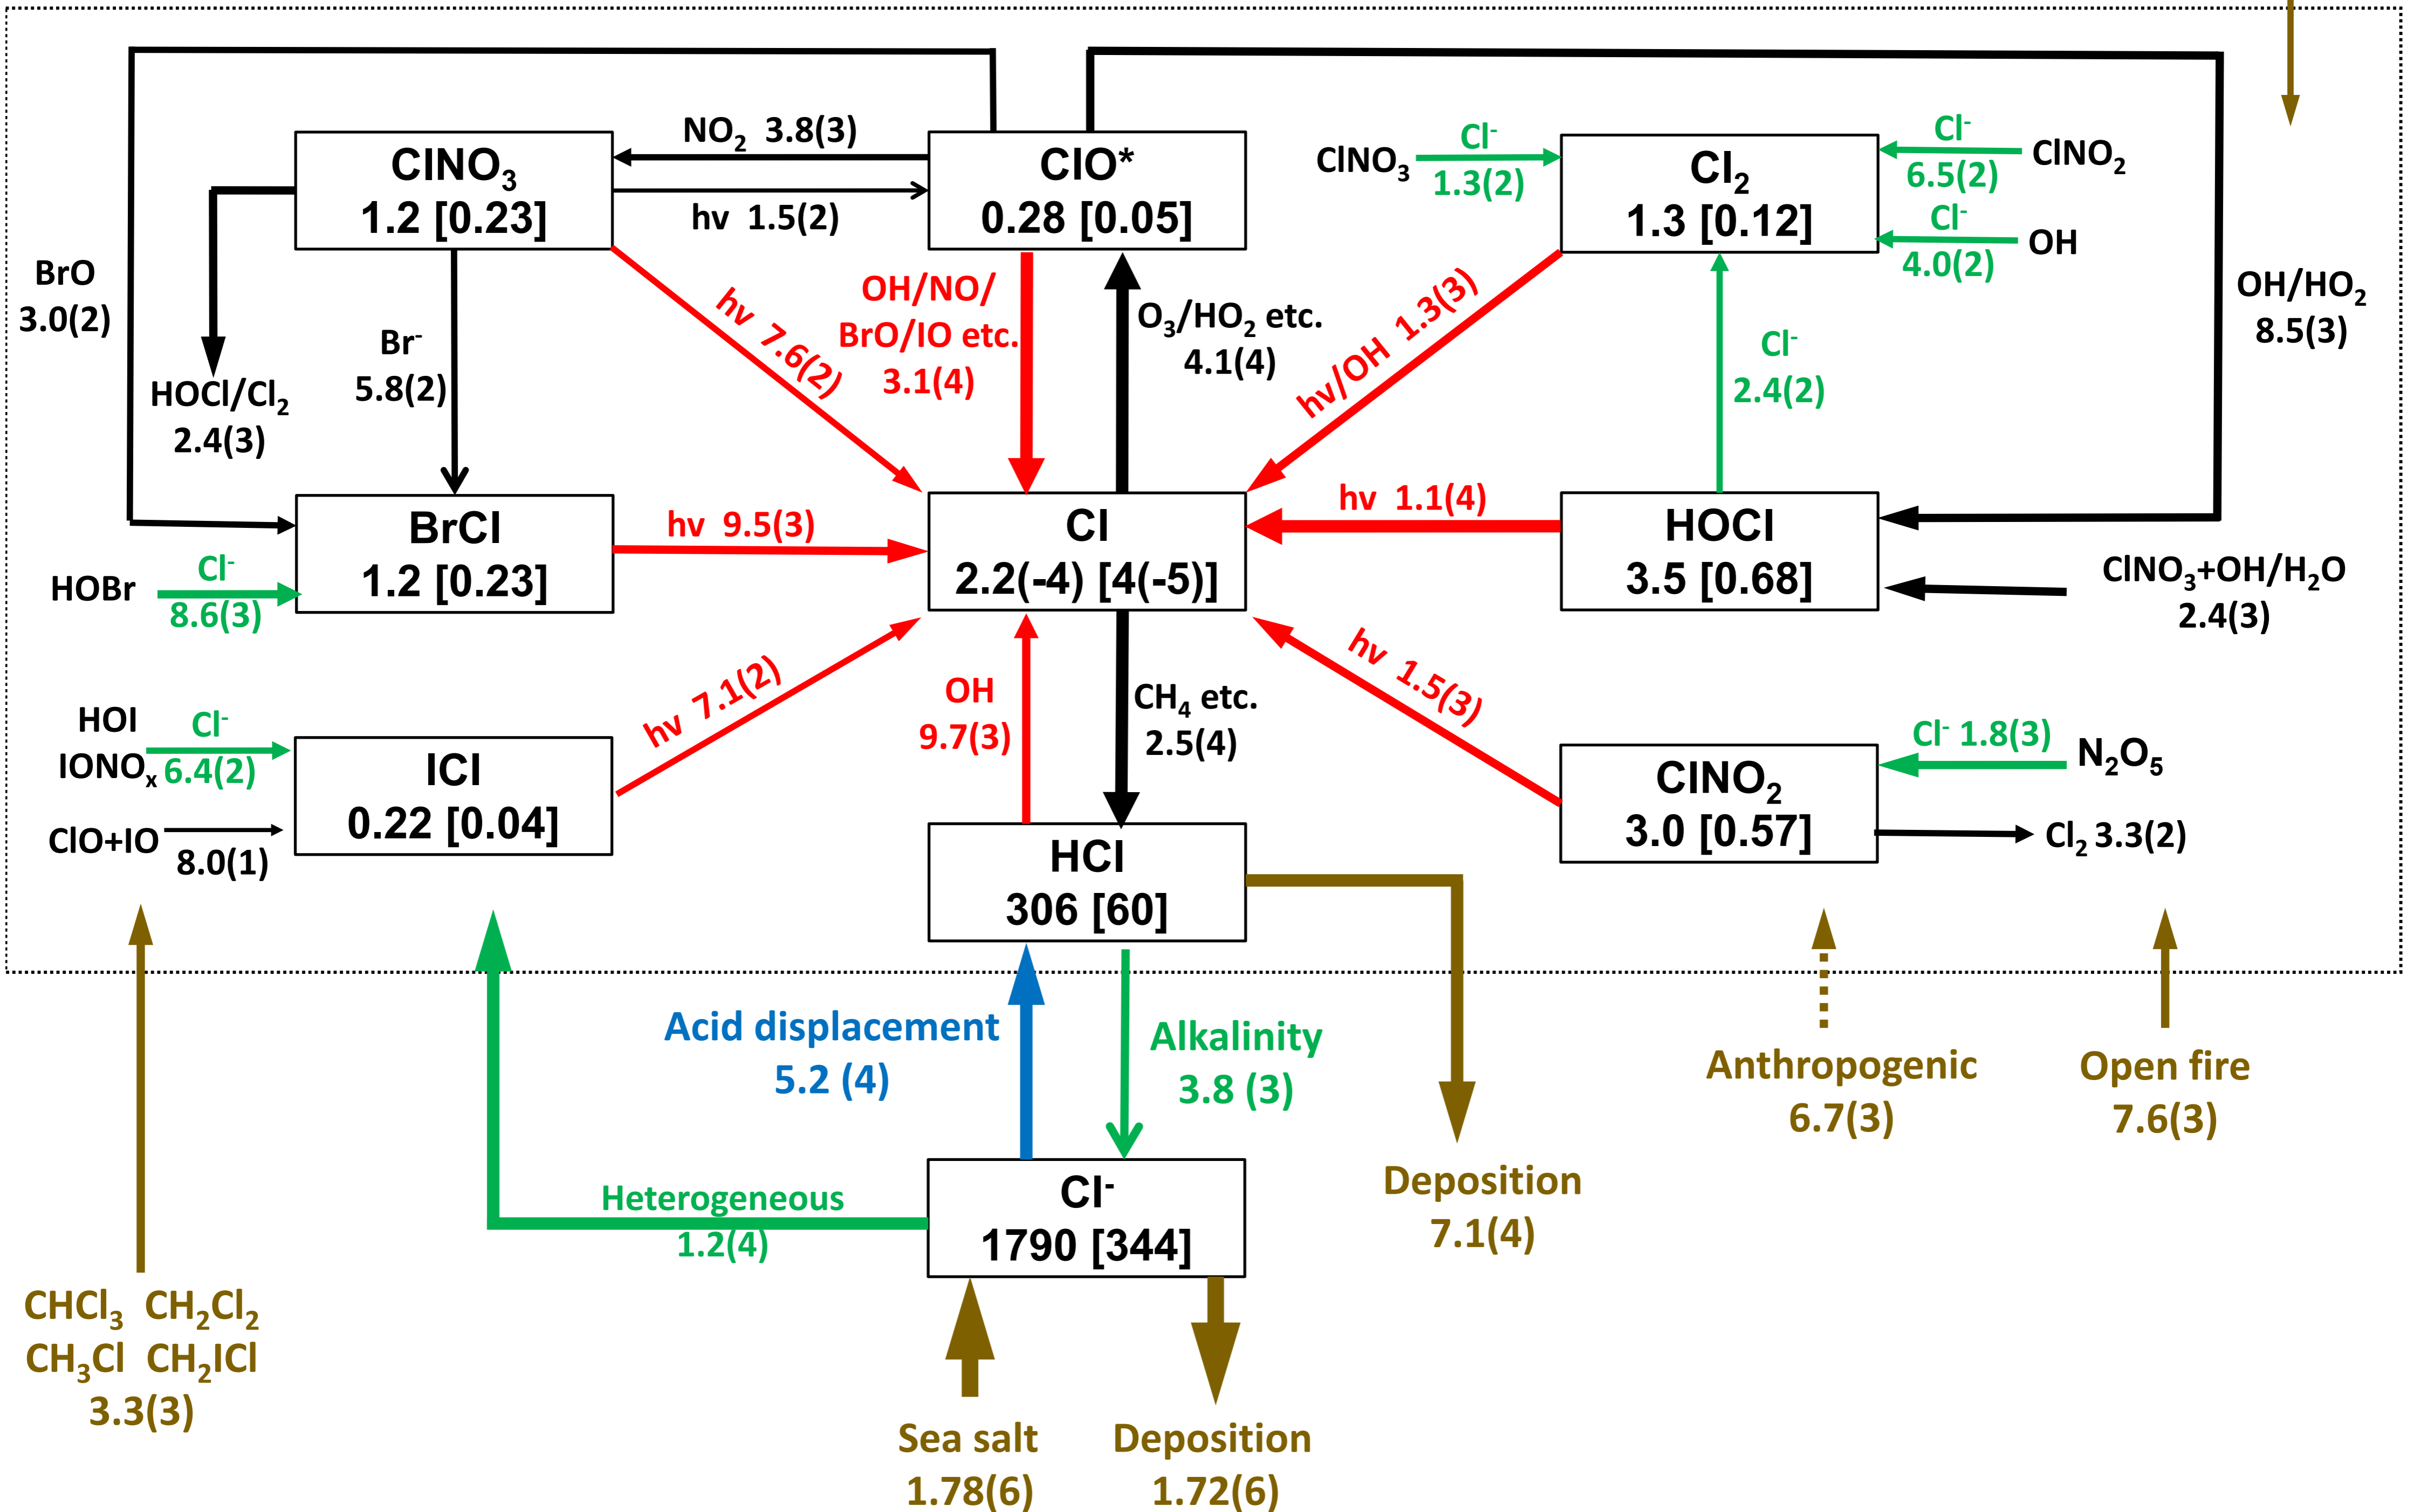 NO₂ 3.8(3)
ClNO₃
1.2 [0.23]
hv 1.5(2)
ClO*
0.28 [0.05]
ClNO₃
Cl⁻
1.3(2)
Cl₂
1.3 [0.12]
Cl⁻
6.5(2)
ClNO₂
Cl⁻
4.0(2)
OH
BrO
3.0(2)
HOCl/Cl₂
2.4(3)
Br⁻
5.8(2)
hv 7.6(2)
OH/NO/
BrO/IO etc.
3.1(4)
O₃/HO₂ etc.
4.1(4)
hv/OH 1.3(3)
Cl⁻
2.4(2)
OH/HO₂
8.5(3)
BrCl
1.2 [0.23]
hv 9.5(3)
Cl
2.2(-4) [4(-5)]
hv 1.1(4)
HOCl
3.5 [0.68]
HOBr
Cl⁻
8.6(3)
ClNO₃+OH/H₂O
2.4(3)
HOI
IONOₓ
Cl⁻
6.4(2)
ClO+IO
8.0(1)
ICl
0.22 [0.04]
hv 7.1(2)
OH
9.7(3)
CH₄ etc.
2.5(4)
hv 1.5(3)
ClNO₂
3.0 [0.57]
Cl⁻ 1.8(3)
N₂O₅
Cl₂ 3.3(2)
HCl
306 [60]
Acid displacement
5.2 (4)
Alkalinity
3.8 (3)
Anthropogenic
6.7(3)
Open fire
7.6(3)
Deposition
7.1(4)
Heterogeneous
1.2(4)
Cl⁻
1790 [344]
CHCl₃ CH₂Cl₂
CH₃Cl CH₂ICl
3.3(3)
Sea salt
1.78(6)
Deposition
1.72(6)